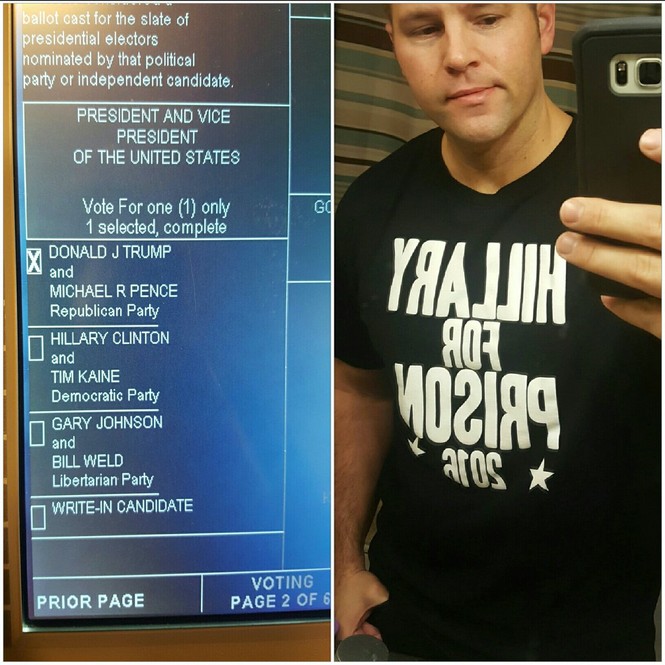 ballot cast for the slate of
presidential electors
nominated by that political
party or independent candidate.
PRESIDENT AND VICE
PRESIDENT
OF THE UNITED STATES
Vote For one (1) only
1 selected, complete
X DONALD J TRUMP
and
MICHAEL R PENCE
Republican Party
HILLARY CLINTON
and
TIM KAINE
Democratic Party
GARY JOHNSON
and
BILL WELD
Libertarian Party
WRITE-IN CANDIDATE
PRIOR PAGE
VOTING
PAGE 2 OF 6
GO
HILLARY
FOR
PRISON
2016